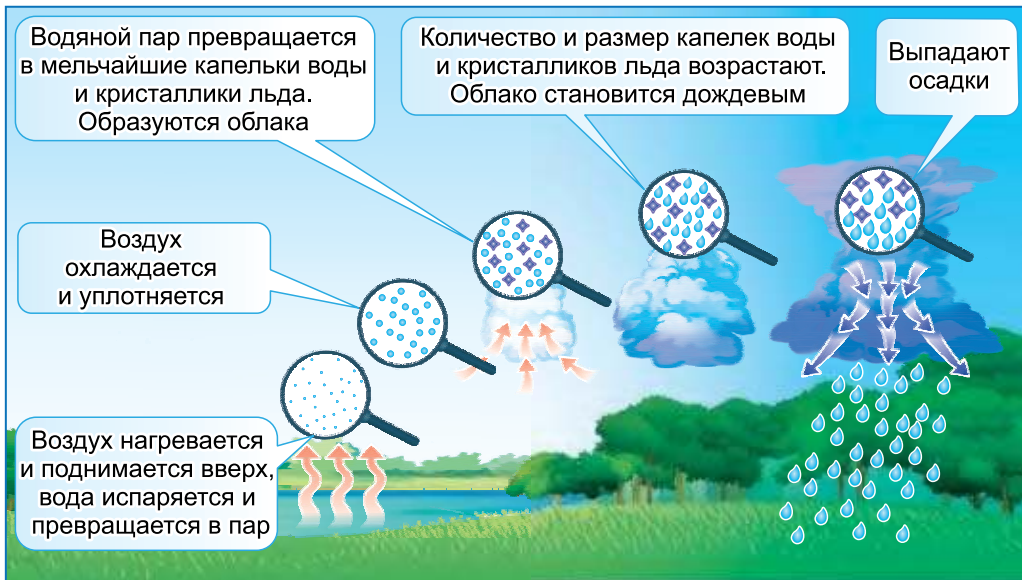 Водяной пар превращается
в мельчайшие капельки воды
и кристаллики льда.
Образуются облака
Количество и размер капелек воды
и кристалликов льда возрастают.
Облако становится дождевым
Выпадают
осадки
Воздух
охлаждается
и уплотняется
Воздух нагревается
и поднимается вверх,
вода испаряется и
превращается в пар